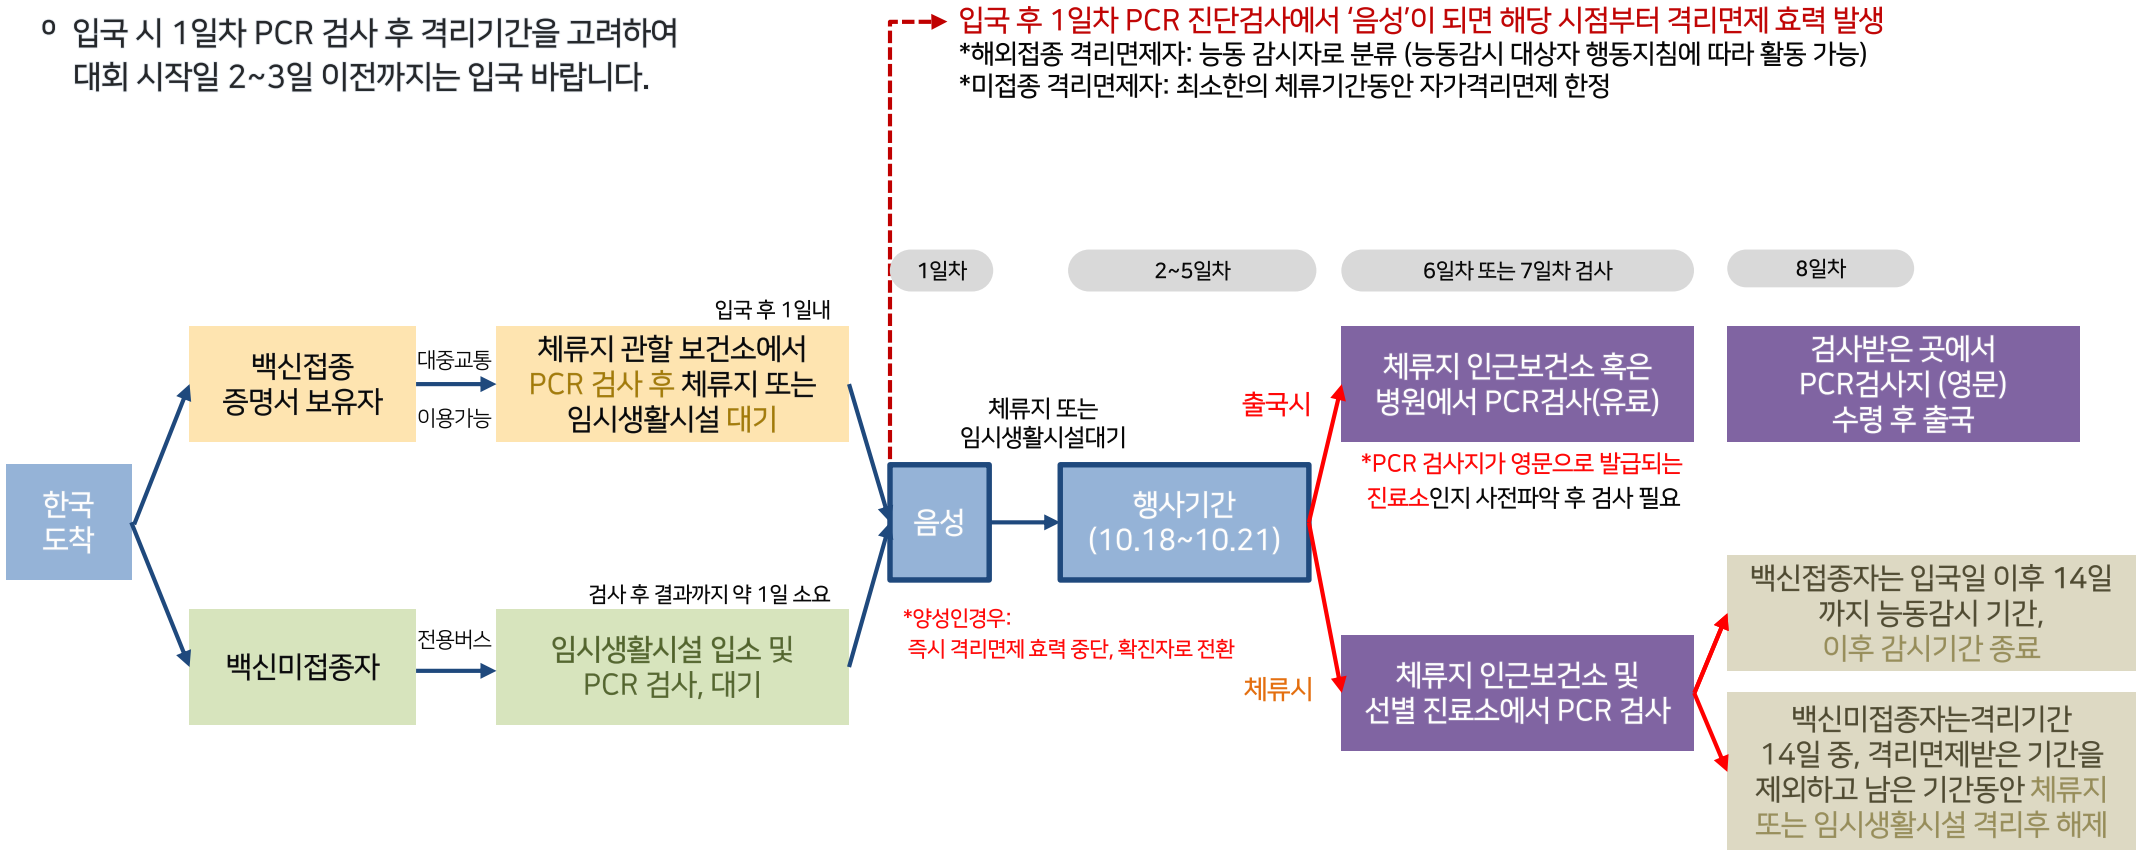 o 입국 시 1일차 PCR 검사 후 격리기간을 고려하여
대회 시작일 2~3일 이전까지는 입국 바랍니다.
입국 후 1일차 PCR 진단검사에서 ‘음성’이 되면 해당 시점부터 격리면제 효력 발생
*해외접종 격리면제자: 능동 감시자로 분류 (능동감시 대상자 행동지침에 따라 활동 가능)
*미접종 격리면제자: 최소한의 체류기간동안 자가격리면제 한정
1일차
2~5일차
6일차 또는 7일차 검사
8일차
한국
도착
백신접종
증명서 보유자
대중교통
이용가능
입국 후 1일내
체류지 관할 보건소에서
PCR 검사 후 체류지 또는
임시생활시설 대기
백신미접종자
전용버스
검사 후 결과까지 약 1일 소요
임시생활시설 입소 및
PCR 검사, 대기
음성
체류지 또는
임시생활시설대기
행사기간
(10.18~10.21)
*양성인경우:
즉시 격리면제 효력 중단, 확진자로 전환
출국시
체류지 인근보건소 혹은
병원에서 PCR검사(유료)
*PCR 검사지가 영문으로 발급되는
진료소인지 사전파악 후 검사 필요
검사받은 곳에서
PCR검사지 (영문)
수령 후 출국
체류시
체류지 인근보건소 및
선별 진료소에서 PCR 검사
백신접종자는 입국일 이후 14일
까지 능동감시 기간,
이후 감시기간 종료
백신미접종자는격리기간
14일 중, 격리면제받은 기간을
제외하고 남은 기간동안 체류지
또는 임시생활시설 격리후 해제